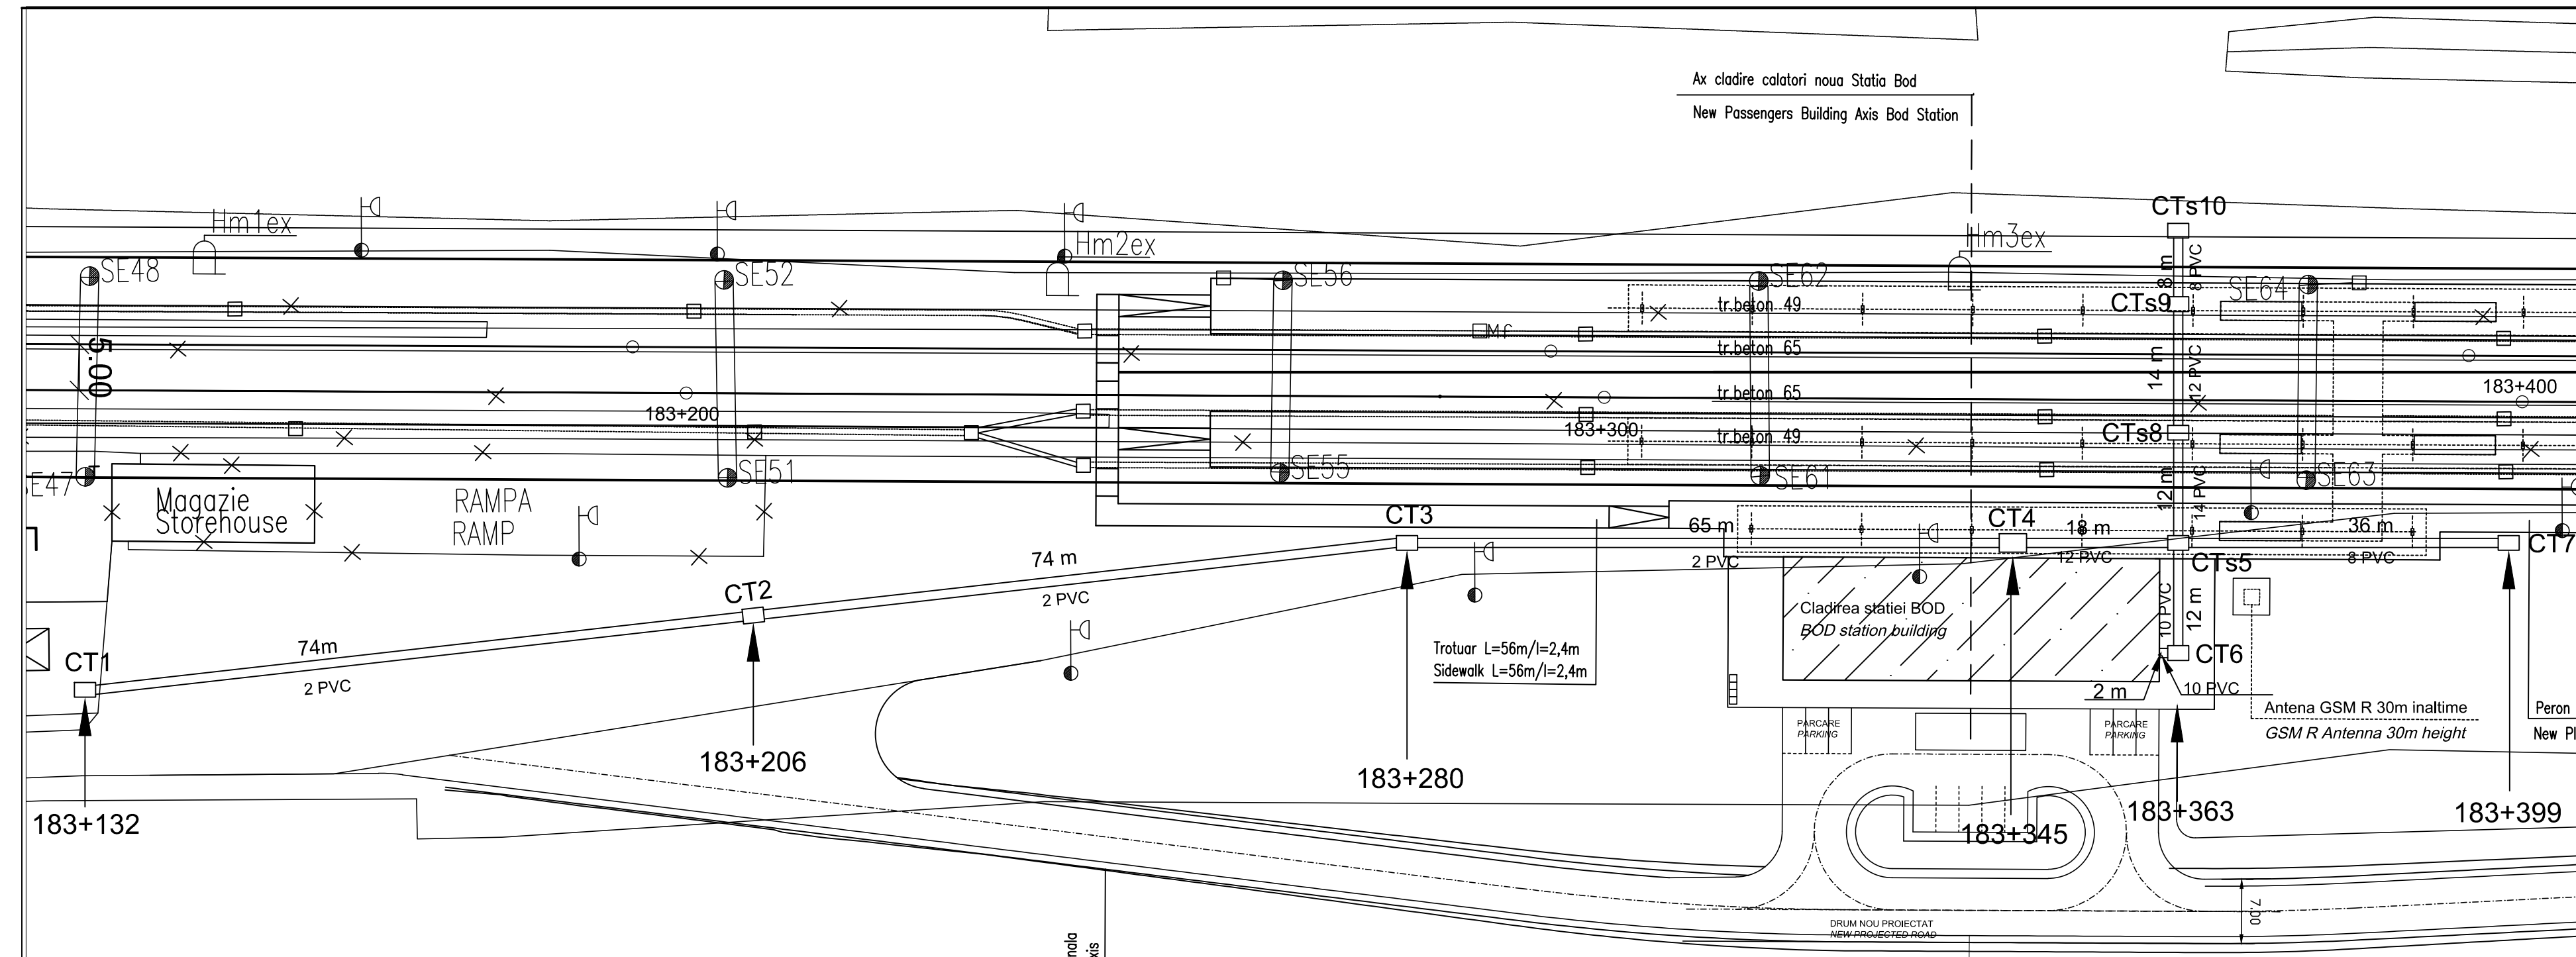 Ax cladire calatori noua Statia Bod
New Passengers Building Axis Bod Station
Hm1ex
Hm2ex
Hm3ex
CTs10
8 m
8 PVC
SE48
SE52
SE56
SE62
SE64
CTs9
tr.beton 49
Mf
tr.beton 65
5.00
14 m
12 PVC
tr.beton 65
183+400
183+200
183+300
tr.beton 49
CTs8
SE51
SE55
SE61
SE63
12 m
14 PVC
Magazie
Storehouse
RAMPA
RAMP
CT3
65 m
2 PVC
CT4
18 m
12 PVC
36 m
8 PVC
CT7
CTs5
74 m
2 PVC
CT2
Cladirea statiei BOD
BOD station building
10 PVC
12 m
74m
2 PVC
CT1
Trotuar L=56m/l=2,4m
Sidewalk L=56m/l=2,4m
CT6
2 m
10 PVC
Antena GSM R 30m inaltime
GSM R Antenna 30m height
Peron
PARCARE
PARKING
PARCARE
PARKING
183+132
183+206
183+280
183+345
183+363
183+399
7.00
DRUM NOU PROIECTAT
NEW PROJECTED ROAD